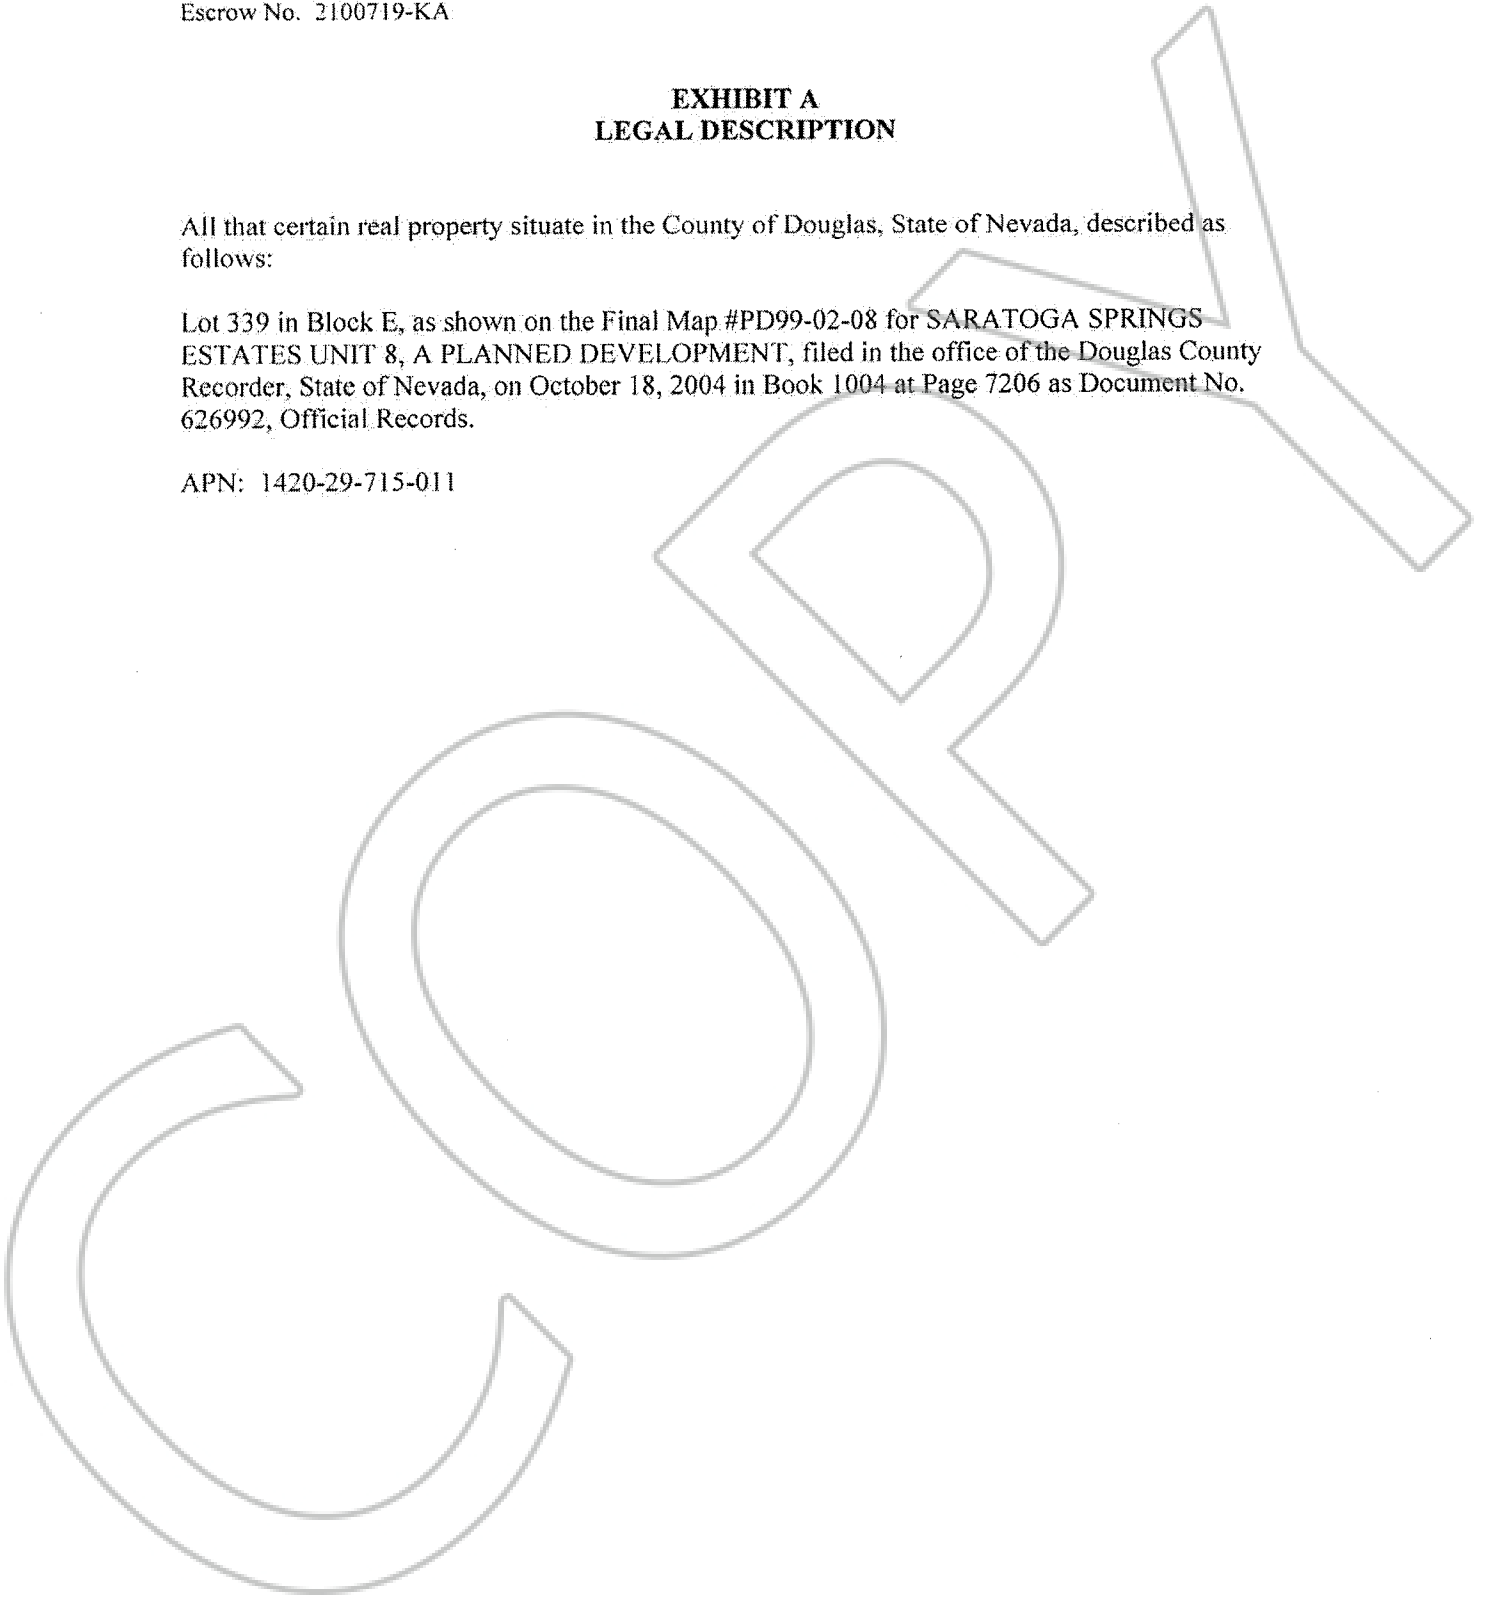 Escrow No. 2100719-KA
EXHIBIT A
LEGAL DESCRIPTION
All that certain real property situate in the County of Douglas, State of Nevada, described as
follows:
Lot 339 in Block E, as shown on the Final Map #PD99-02-08 for SARATOGA SPRINGS
ESTATES UNIT 8, A PLANNED DEVELOPMENT, filed in the office of the Douglas County
Recorder, State of Nevada, on October 18, 2004 in Book 1004 at Page 7206 as Document No.
626992, Official Records.
APN: 1420-29-715-011
COPY